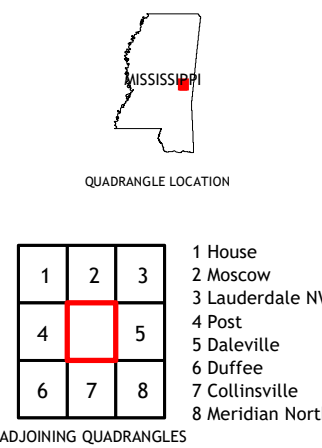 MISSISSIPPI
QUADRANGLE LOCATION
1 2 3
4 5
6 7 8
1 House
2 Moscow
3 Lauderdale NW
4 Post
5 Daleville
6 Duffee
7 Collinsville
8 Meridian Nort
ADJOINING QUADRANGLES